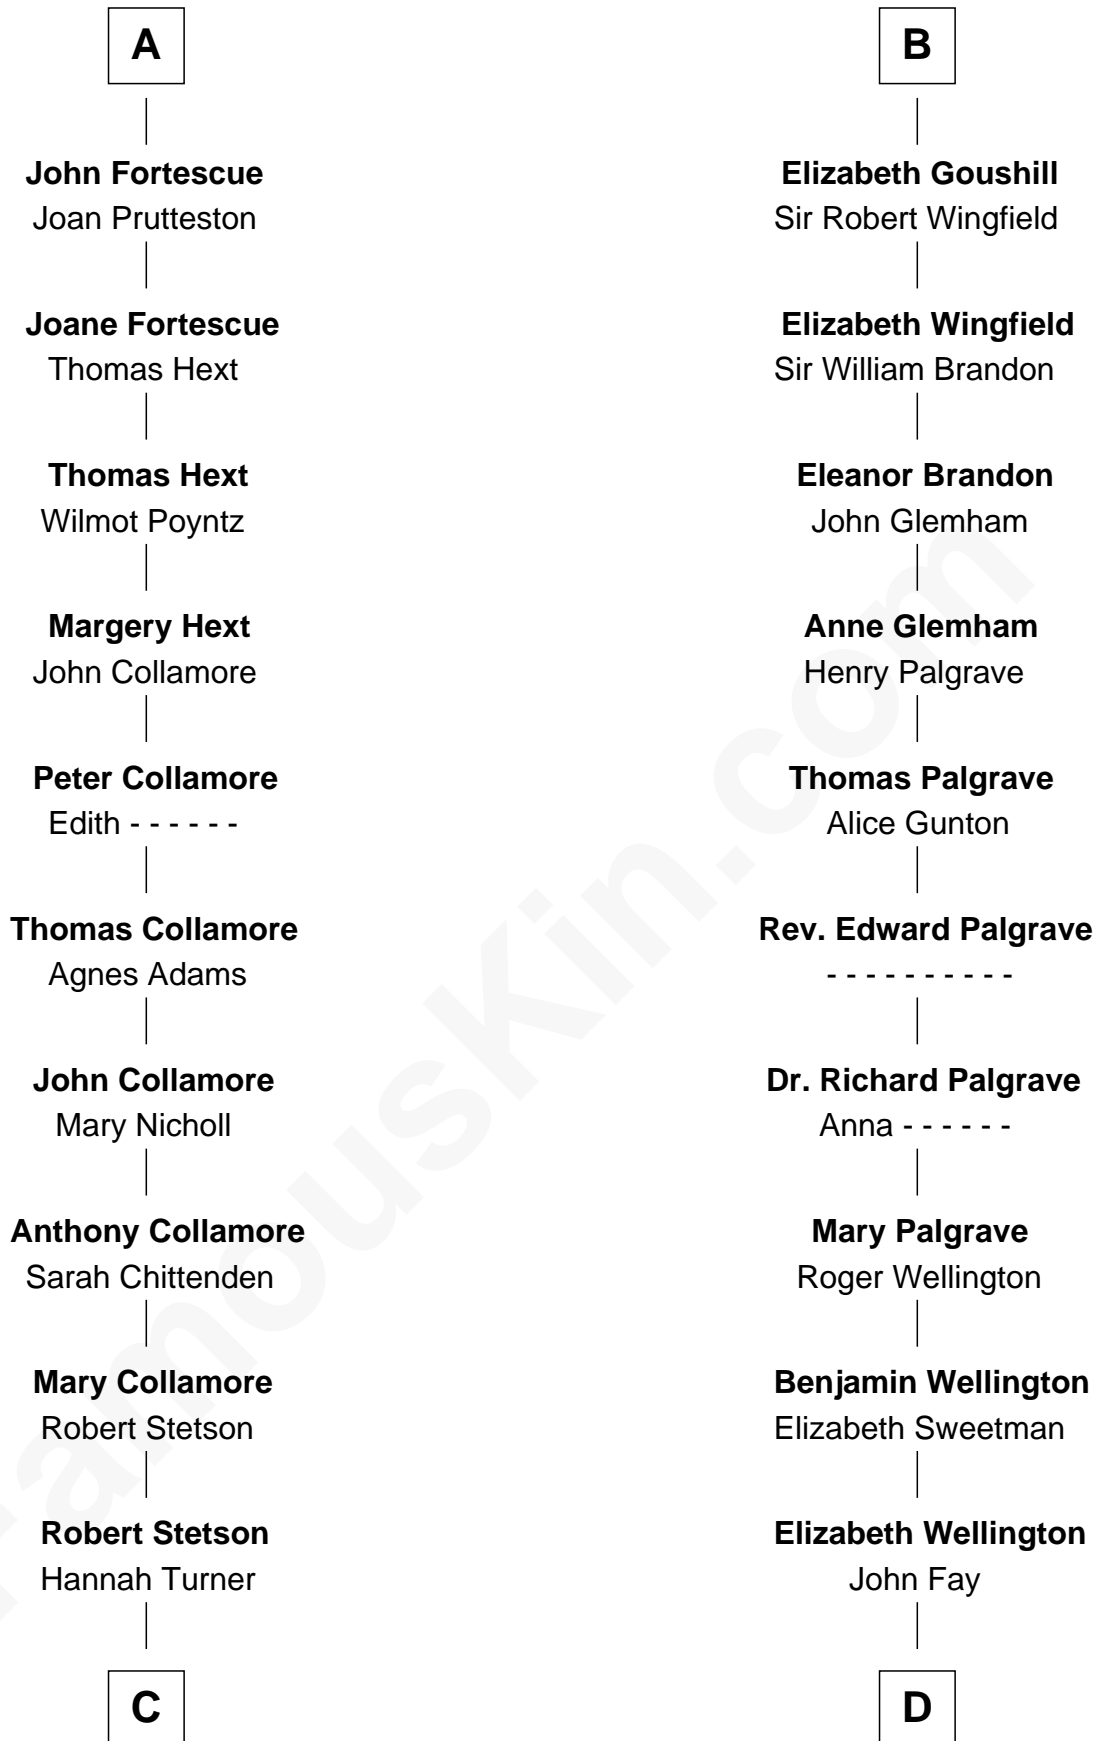 A
John Fortescue
Joan Prutteston
Joane Fortescue
Thomas Hext
Thomas Hext
Wilmot Poyntz
Margery Hext
John Collamore
Peter Collamore
Edith - - - - - -
Thomas Collamore
Agnes Adams
John Collamore
Mary Nicholl
Anthony Collamore
Sarah Chittenden
Mary Collamore
Robert Stetson
Robert Stetson
Hannah Turner
C
B
Elizabeth Goushill
Sir Robert Wingfield
Elizabeth Wingfield
Sir William Brandon
Eleanor Brandon
John Glemham
Anne Glemham
Henry Palgrave
Thomas Palgrave
Alice Gunton
Rev. Edward Palgrave
- - - - - - - - - -
Dr. Richard Palgrave
Anna - - - - - -
Mary Palgrave
Roger Wellington
Benjamin Wellington
Elizabeth Sweetman
Elizabeth Wellington
John Fay
D
FamousKin.com